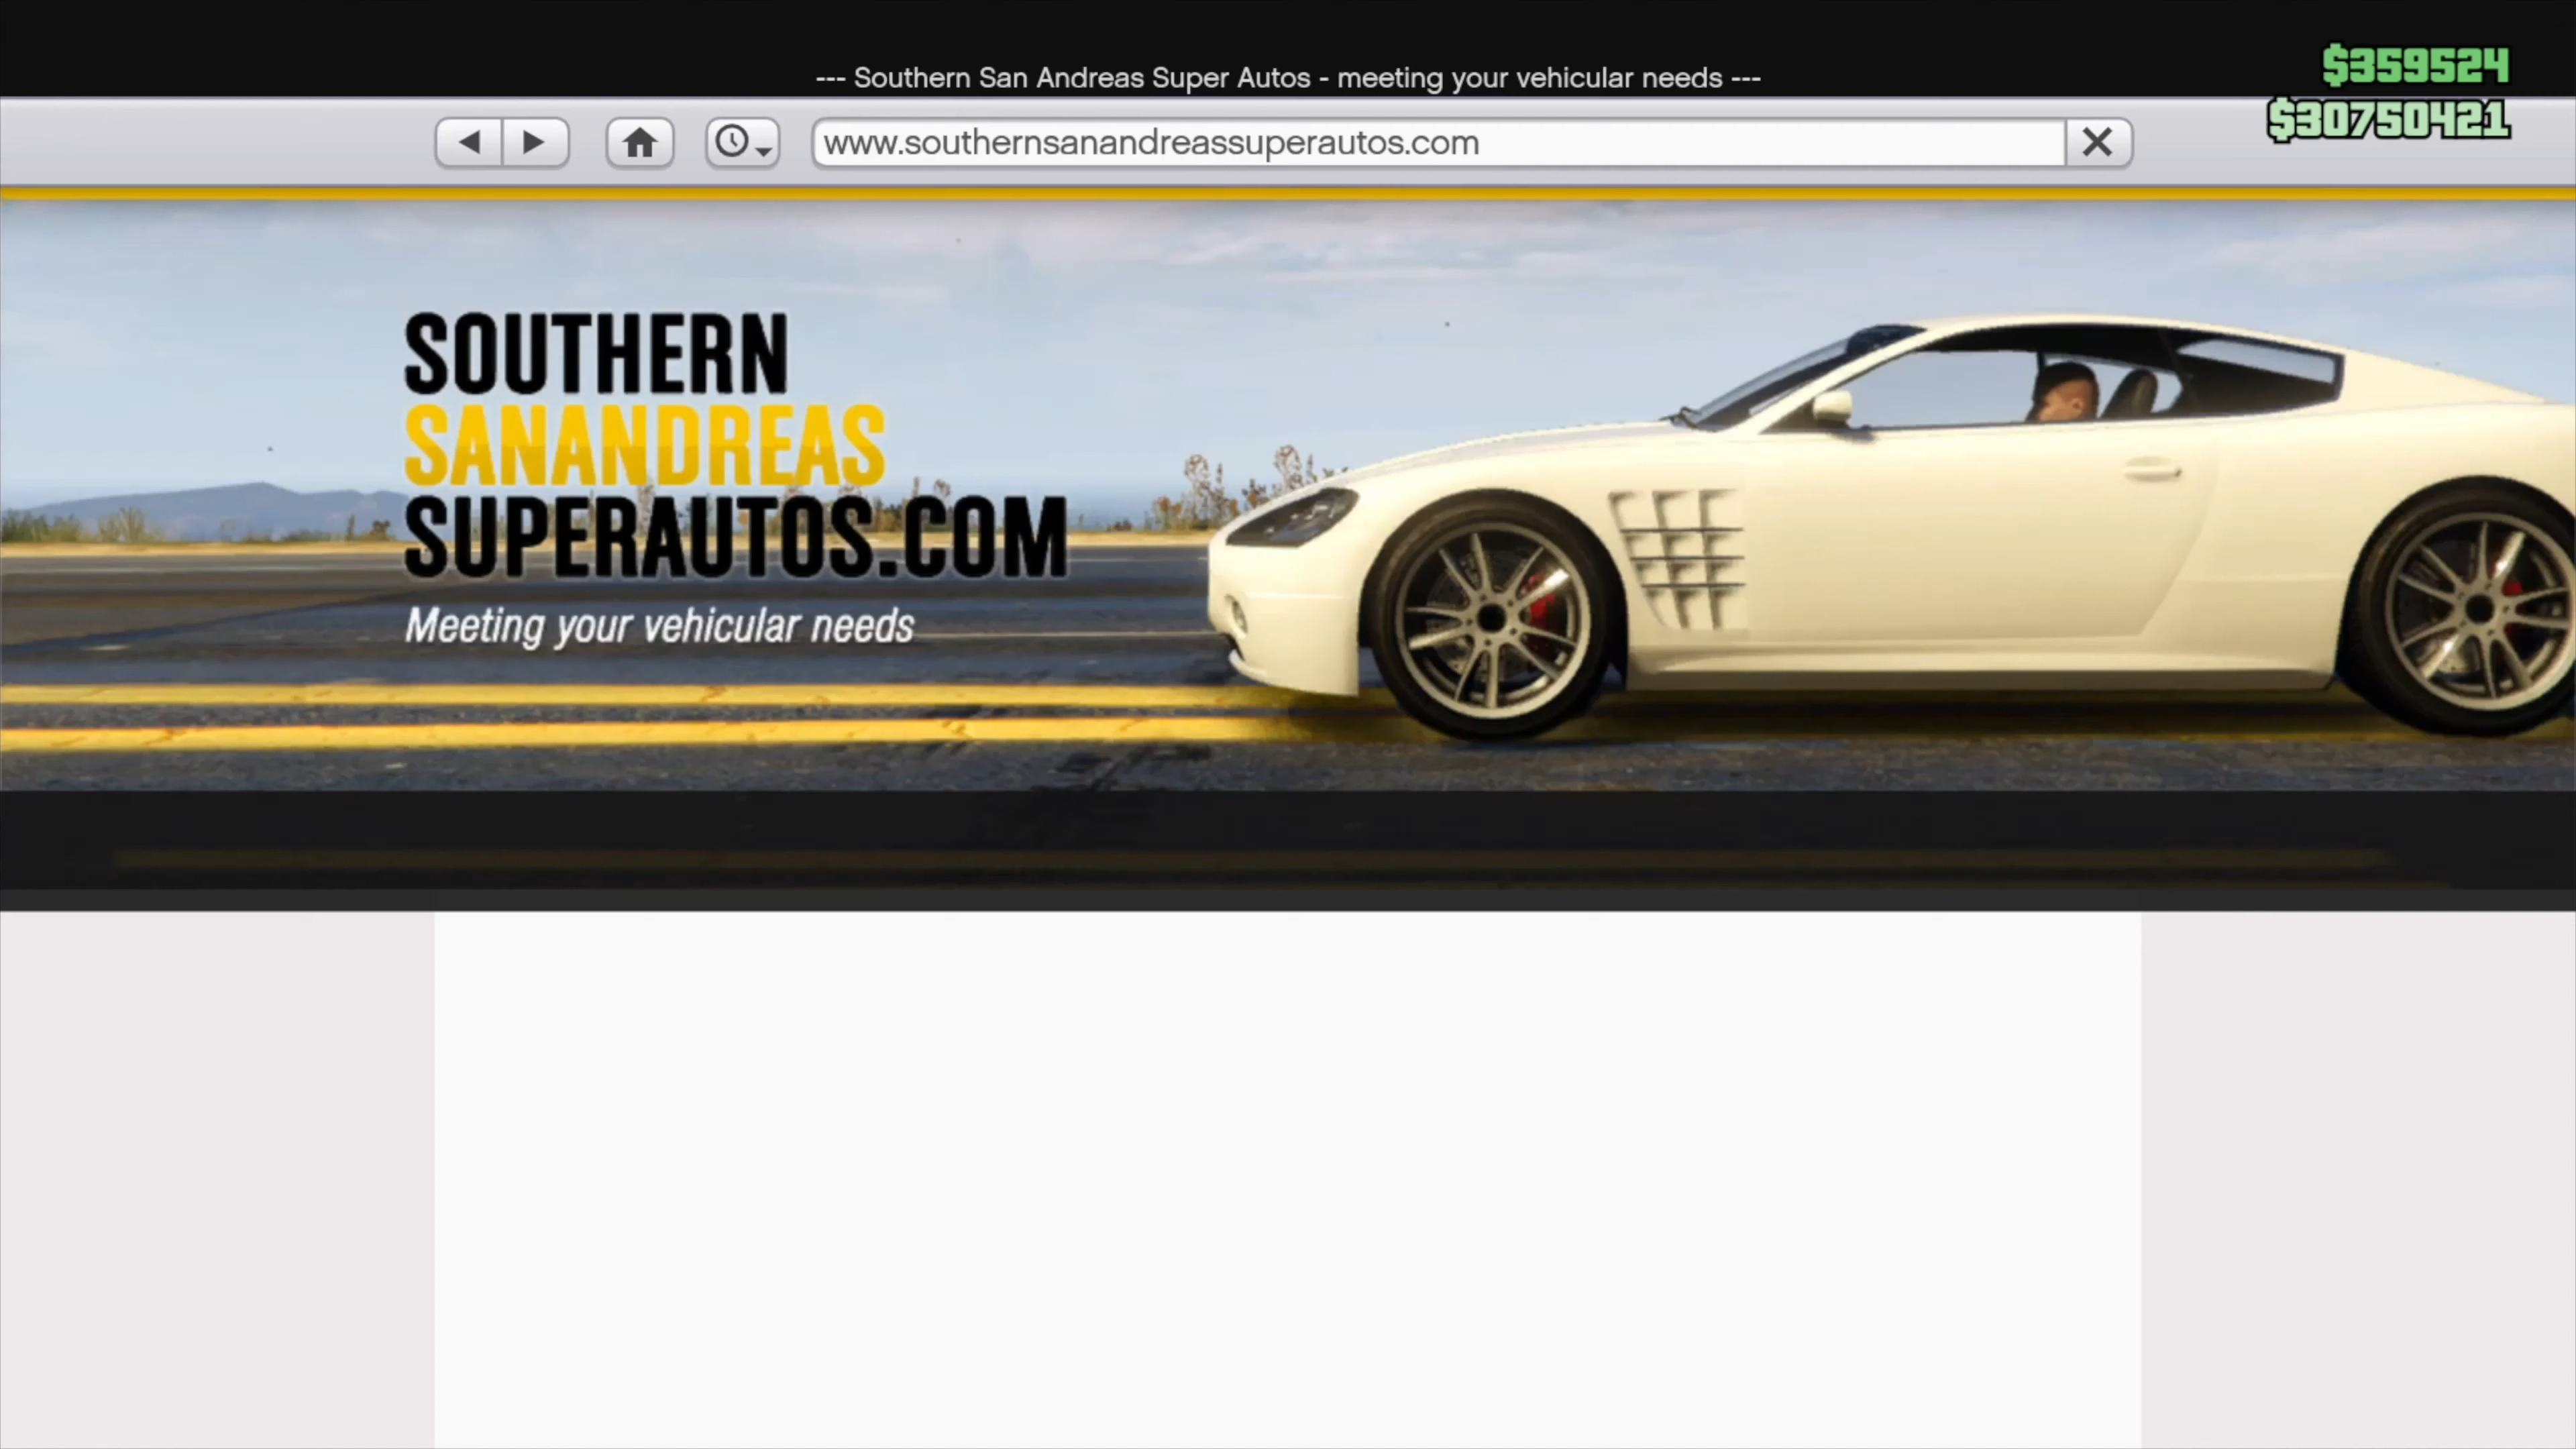 --- Southern San Andreas Super Autos - meeting your vehicular needs ---
$359524
$30750421
www.southernsanandreassuperautos.com
SOUTHERN
SANANDREAS
SUPERAUTOS.COM
Meeting your vehicular needs